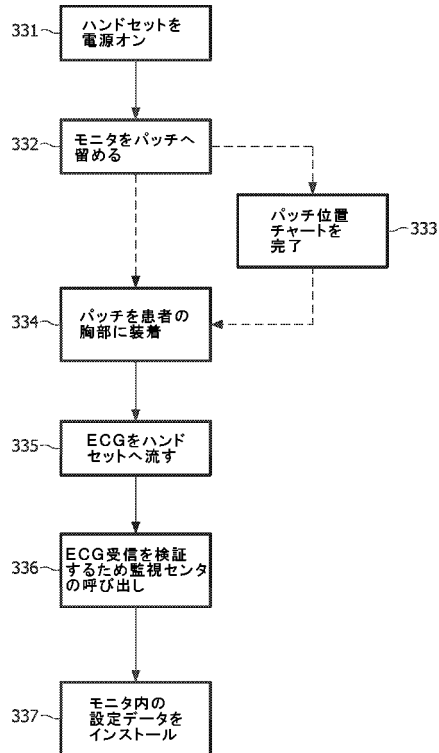 331
ハンドセットを
電源オン
332
モニタをパッチへ
留める
パッチ位置
チャートを
完了
333
334
パッチを患者の
胸部に装着
335
ECGをハンド
セットへ流す
336
ECG受信を検証
するため監視センタ
の呼び出し
337
モニタ内の
設定データを
インストール